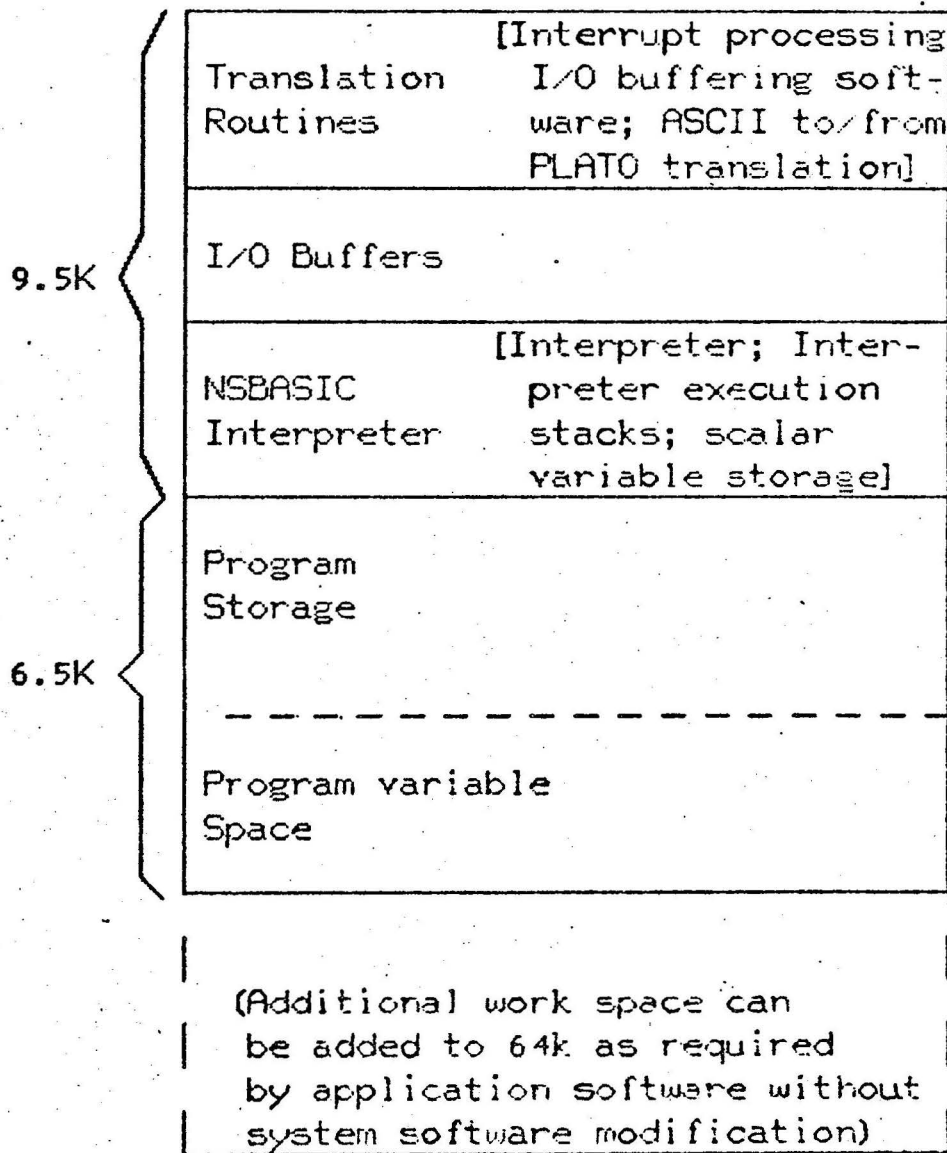 [Interrupt processing
Translation I/O buffering soft-
Routines ware; ASCII to/from
PLATO translation]
I/O Buffers
9.5K
[Interpreter; Inter-
NSBASIC preter execution
Interpreter stacks; scalar
variable storage]
Program
Storage
6.5K
Program variable
Space
(Additional work space can
be added to 64k as required
by application software without
system software modification)